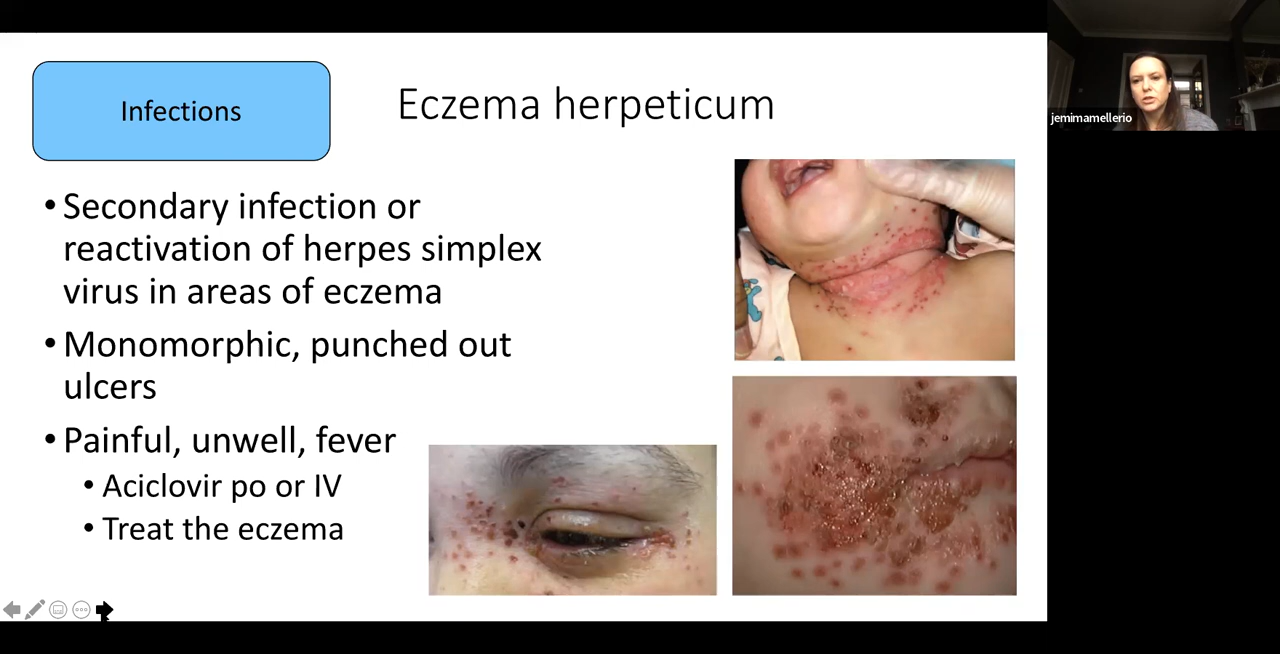 Infections
Eczema herpeticum
• Secondary infection or
reactivation of herpes simplex
virus in areas of eczema
• Monomorphic, punched out
ulcers
• Painful, unwell, fever
• Aciclovir po or IV
• Treat the eczema
jemimamellerio